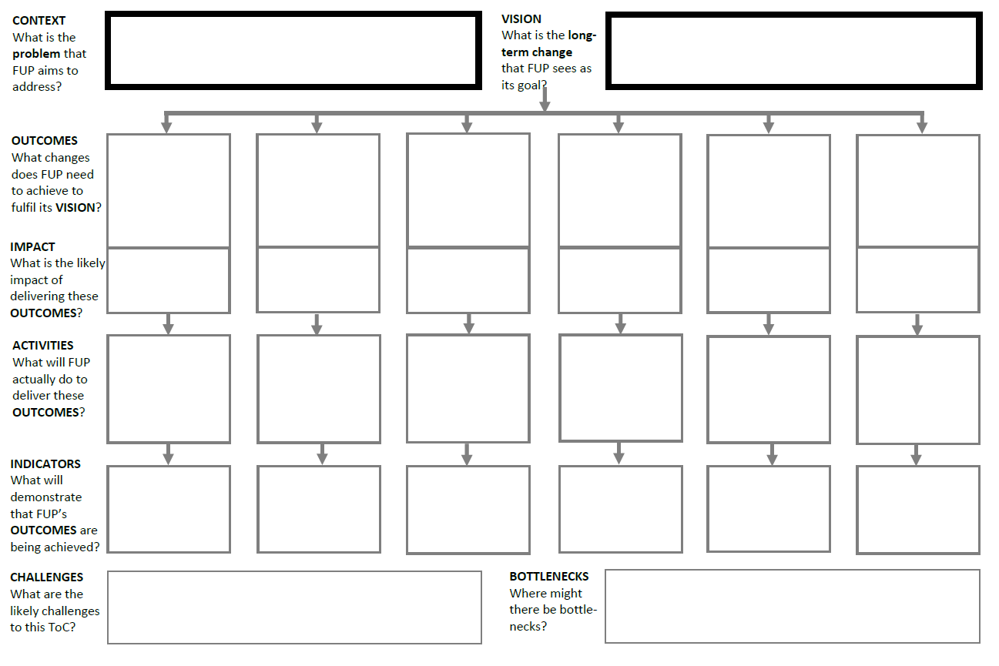 CONTEXT
What is the
problem that
FUP aims to
address?
VISION
What is the long-
term change
that FUP sees as
its goal?
OUTCOMES
What changes
does FUP need
to achieve to
fulfil its VISION?
IMPACT
What is the likely
impact of
delivering these
OUTCOMES?
ACTIVITIES
What will FUP
actually do to
deliver these
OUTCOMES?
INDICATORS
What will
demonstrate
that FUP’s
OUTCOMES are
being achieved?
CHALLENGES
What are the
likely challenges
to this ToC?
BOTTLENECKS
Where might
there be bottle-
necks?